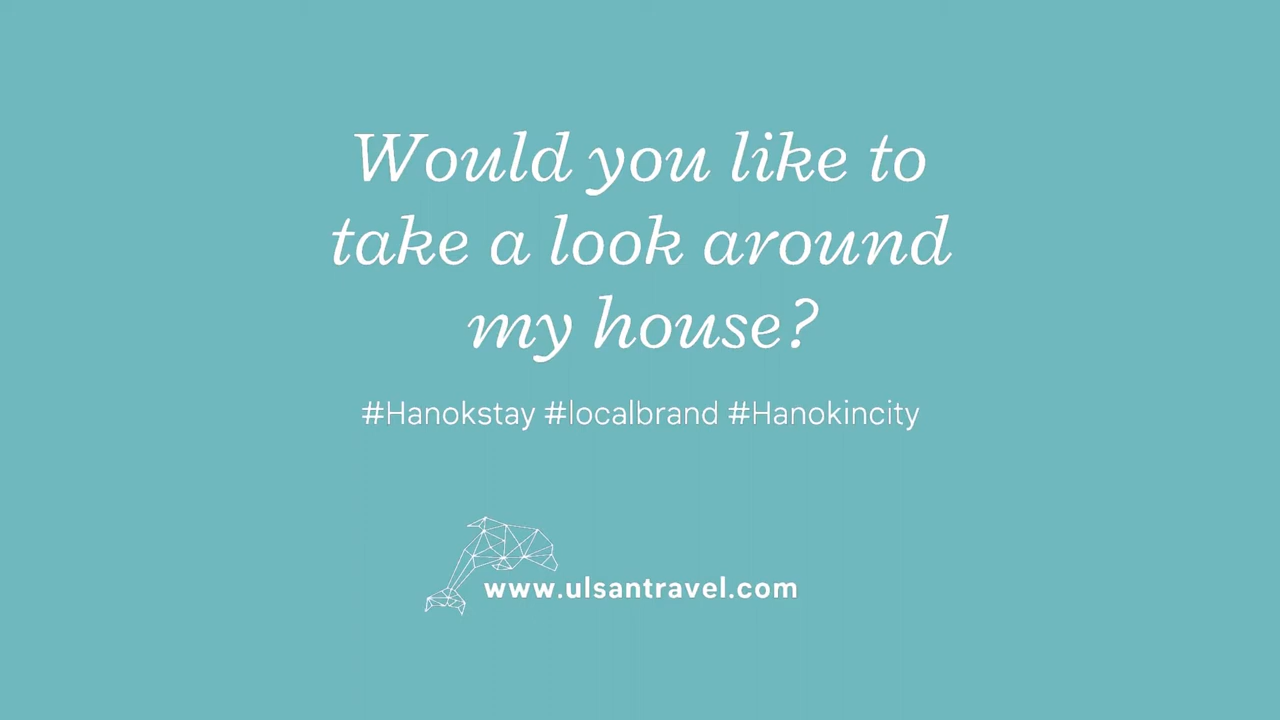 Would you like to
take a look around
my house?
#Hanokstay #localbrand #Hanokincity
www.ulsantravel.com